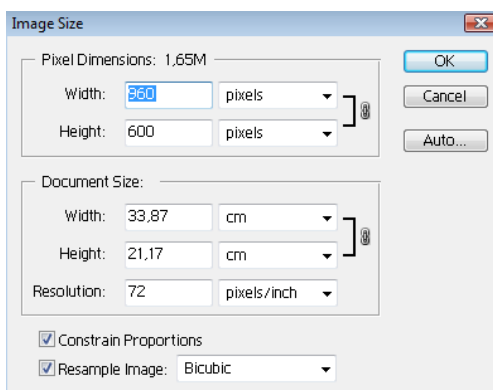 Image Size
Pixel Dimensions: 1,65M
OK
Width: 960 pixels
Cancel
Height: 600 pixels
Auto...
Document Size:
Width: 33,87 cm
Height: 21,17 cm
Resolution: 72 pixels/inch
Constrain Proportions
Resample Image: Bicubic